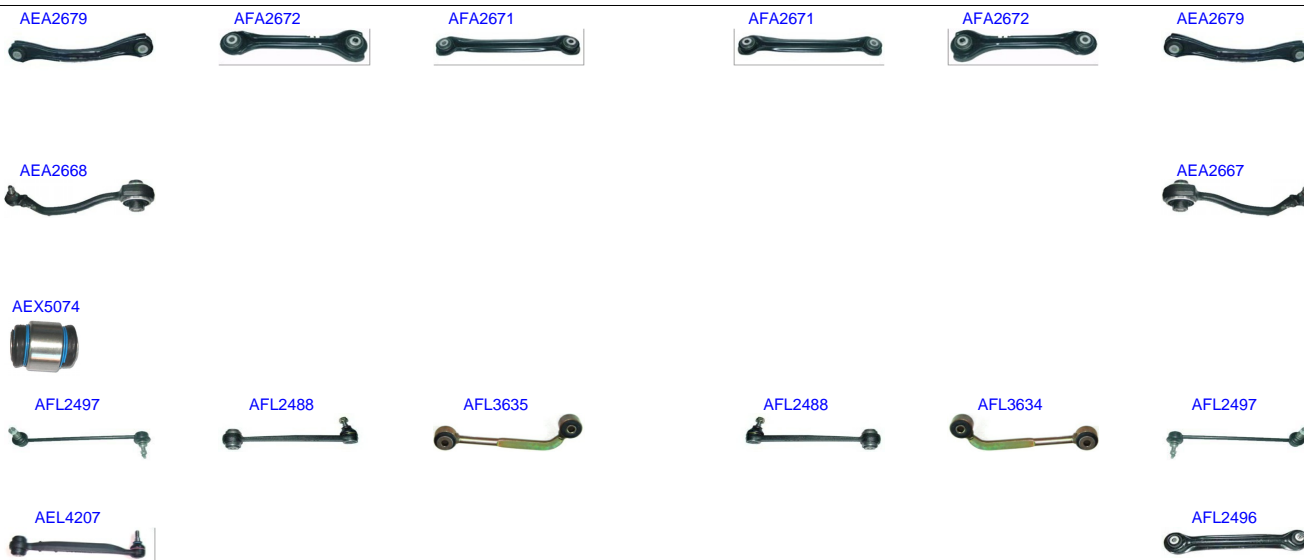 AEA2679 AFA2672 AFA2671 AFA2671 AFA2672 AEA2679
AEA2668 AEA2667
AEX5074
AFL2497 AFL2488 AFL3635 AFL2488 AFL3634 AFL2497
AEL4207 AFL2496